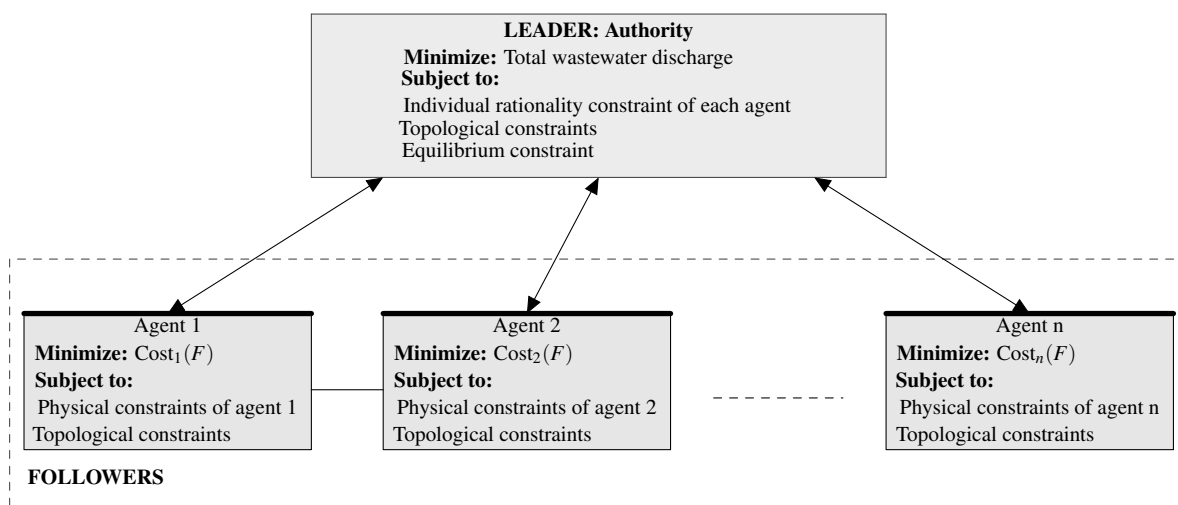 LEADER: Authority
Minimize: Total wastewater discharge
Subject to:
Individual rationality constraint of each agent
Topological constraints
Equilibrium constraint
Agent 1
Minimize: Cost₁(F)
Subject to:
Physical constraints of agent 1
Topological constraints
Agent 2
Minimize: Cost₂(F)
Subject to:
Physical constraints of agent 2
Topological constraints
Agent n
Minimize: Costₙ(F)
Subject to:
Physical constraints of agent n
Topological constraints
FOLLOWERS